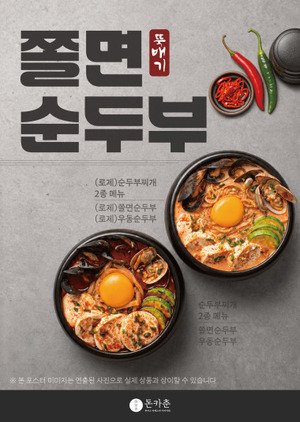 쫄면
뚝배기
순두부
(로제)순두부찌개
2종 메뉴
(로제)쫄면순두부
(로제)우동순두부
순두부찌개
2종 메뉴
쫄면순두부
우동순두부
※ 본 포스터 이미지는 연출된 사진으로 실제 상품과 상이할 수 있습니다
돈카춘